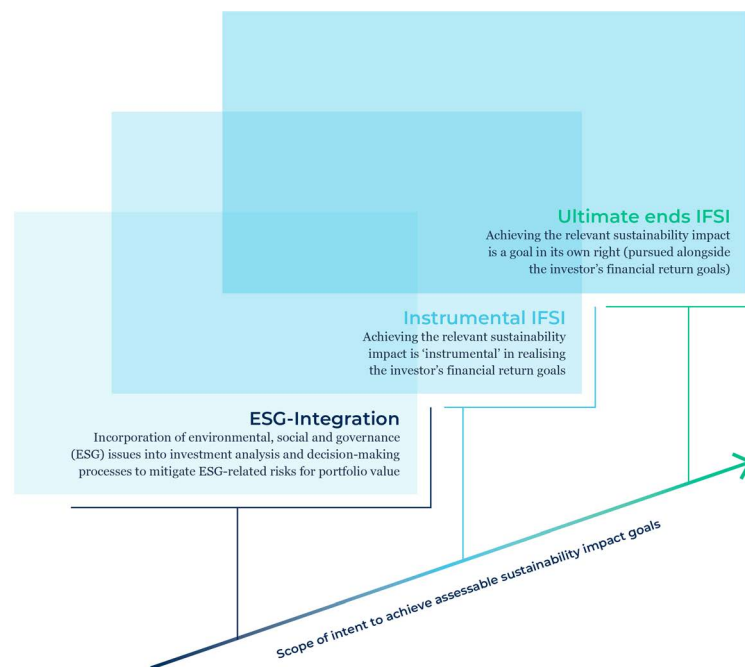 Ultimate ends IFSI
Achieving the relevant sustainability impact
is a goal in its own right (pursued alongside
the investor’s financial return goals)
Instrumental IFSI
Achieving the relevant sustainability
impact is ‘instrumental’ in realising
the investor’s financial return goals
ESG-Integration
Incorporation of environmental, social and governance
(ESG) issues into investment analysis and decision-making
processes to mitigate ESG-related risks for portfolio value
Scope of intent to achieve assessable sustainability impact goals